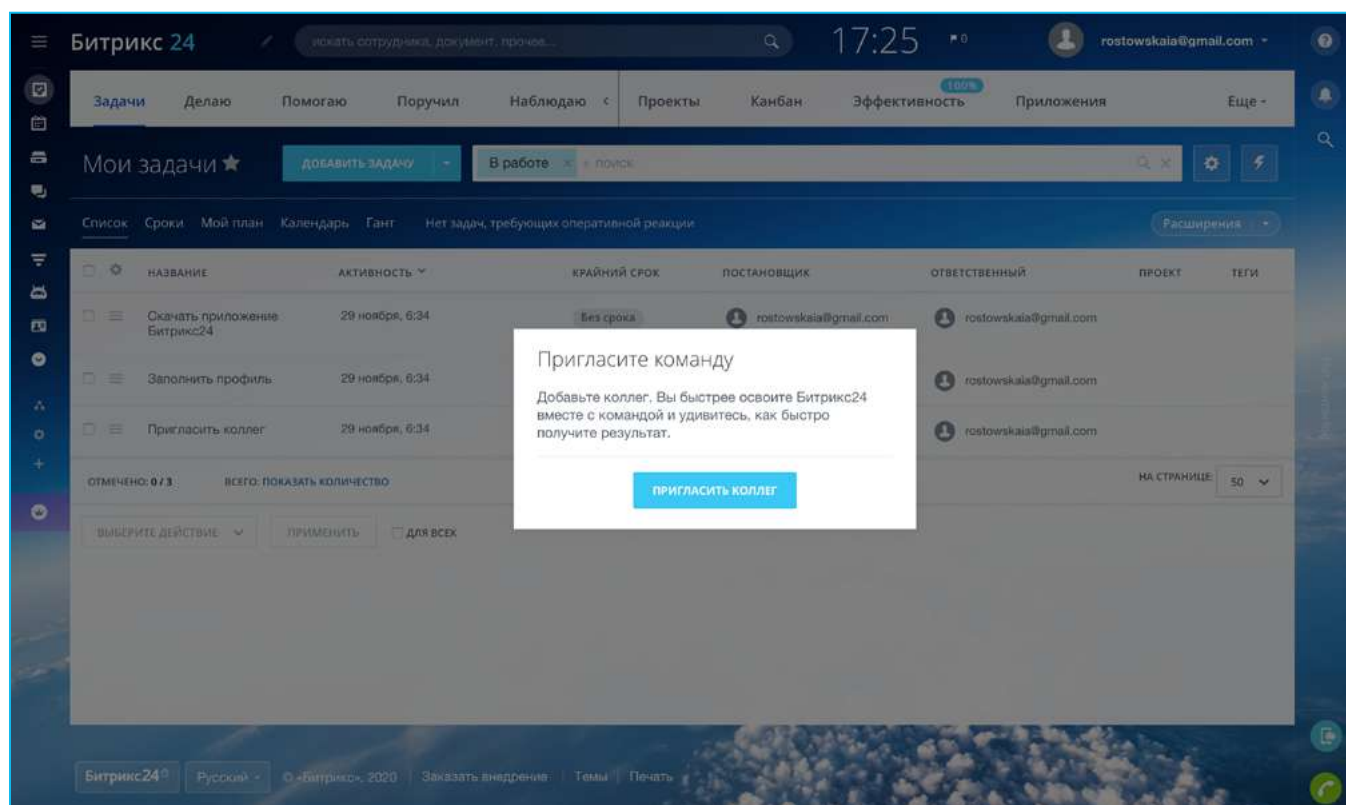 Битрикс 24
искать сотрудника, документ, прочее...
17:25
0
rostowskaia@gmail.com
Задачи Делаю Помогаю Поручил Наблюдаю Проекты Канбан Эффективность 100% Приложения Еще
Мои задачи
ДОБАВИТЬ ЗАДАЧУ
В работе × + поиск
Список Сроки Мой план Календарь Гант Нет задач, требующих оперативной реакции Расширения
НАЗВАНИЕ АКТИВНОСТЬ КРАЙНИЙ СРОК ПОСТАНОВЩИК ОТВЕТСТВЕННЫЙ ПРОЕКТ ТЕГИ
Скачать приложение 29 ноября, 6:34 Без срока rostowskaia@gmail.com rostowskaia@gmail.com
Битрикс24
Заполнить профиль 29 ноября, 6:34 rostowskaia@gmail.com
Пригласить коллег 29 ноября, 6:34 rostowskaia@gmail.com
Пригласите команду
Добавьте коллег. Вы быстрее освоите Битрикс24
вместе с командой и удивитесь, как быстро
получите результат.
ПРИГЛАСИТЬ КОЛЛЕГ
ОТМЕЧЕНО: 0 / 3 ВСЕГО: ПОКАЗАТЬ КОЛИЧЕСТВО НА СТРАНИЦЕ: 50
ВЫБЕРИТЕ ДЕЙСТВИЕ ПРИМЕНИТЬ ДЛЯ ВСЕХ
Битрикс24 Русский © «Битрикс», 2020 Заказать внедрение Темы Печать